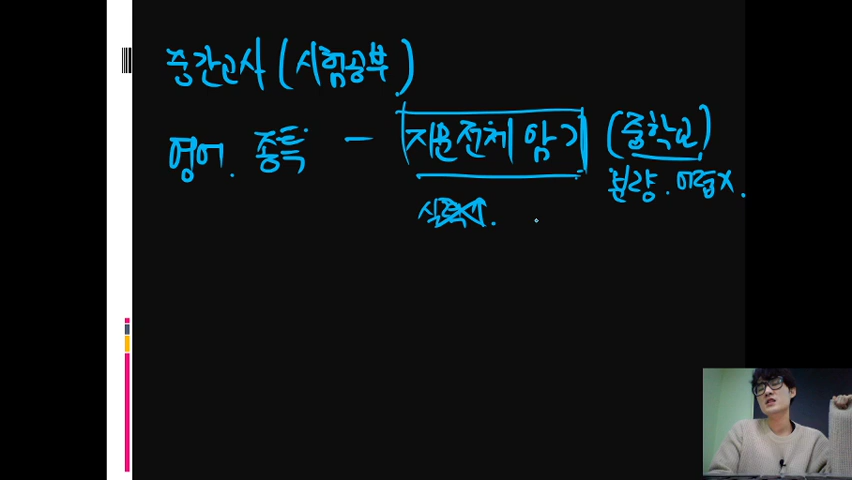 중간고사 (시험공부)
영어. 중특 - 지문전체 암기 (중학교)
분량. 어렵x.